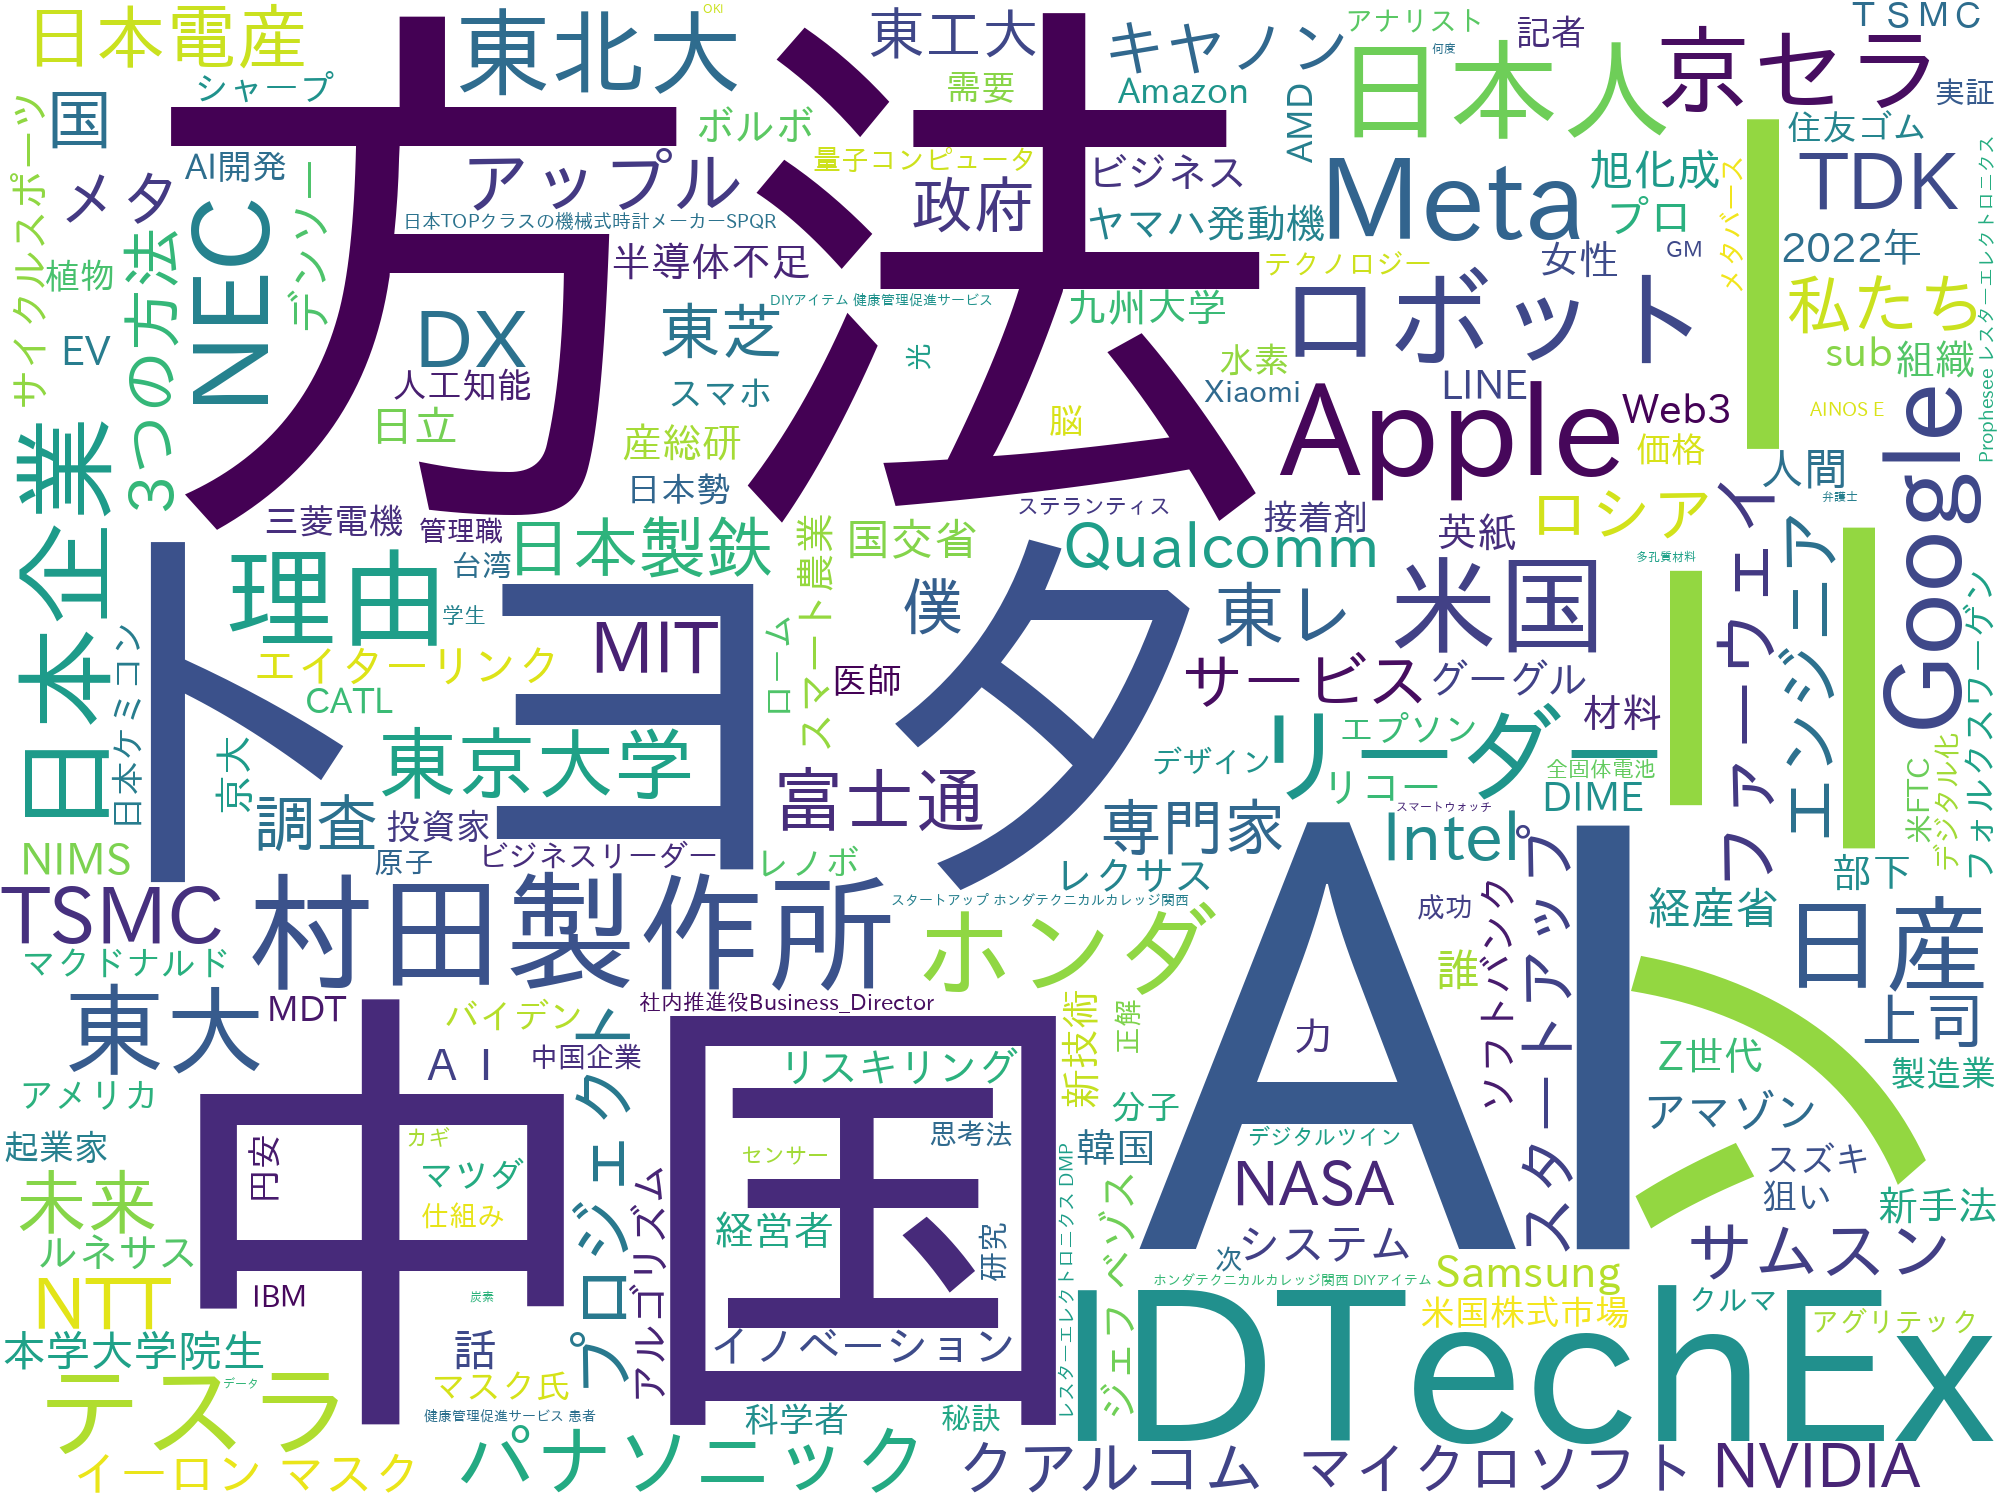 日本電産
東北大
OKI
東工大
キヤノン
アナリスト
記者
何度
TSMC
シャープ
国
方法
需要
Amazon
AMD
日本人
京セラ
実証
ボルボ
量子コンピュータ
住友ゴム
AI開発
アップル
政府
ビジネス
Meta
旭化成
メタバース
TDK
メタ
NEC
デンソー
日本TOPクラスの機械式時計メーカーSPQR
ヤマハ発動機
プロ
サイクルスポーツ
植物
3つの方法
半導体不足
テクノロジー
女性
GM
2022年
Prophesee レスターエレクトロニクス
EV
DX
東芝
DIYアイテム 健康管理促進サービス
九州大学
ロボット
私たち
人工知能
スマホ
光
水素
Xiaomi
LINE
sub
組織
日立
産総研
脳
Apple
Web3
価格
AINOS E
Google
日本企業
日本勢
ステランティス
接着剤
英紙
ロシア
人間
弁護士
三菱電機
管理職
日本製鉄
スマート農業
国交省
Qualcomm
多孔質材料
ファーウェイ
エンジニア
理由
台湾
学生
トヨタ
僕
東レ
米国
フォルクスワーゲン
日本ケミコン
エイターリンク
MIT
ローム
医師
サービス
グーグル
CATL
材料
京大
東京大学
リーダー
エプソン
デザイン
全固体電池
デジタル化
米FTC
調査
投資家
富士通
専門家
リコー
スマートウォッチ
DIME
NIMS
原子
ビジネスリーダー
レノボ
レクサス
Intel
部下
TSMC
村田製作所
スタートアップ ホンダテクニカルカレッジ関西
ホンダ
成功
ソフトバンク
スタートアップ
経産省
日産
マクドナルド
誰
東大
MDT
バイデン
社内推進役Business_Director
新技術
正解
AI
力
上司
AI
中国企業
プロジェクト
リスキリング
Z世代
製造業
アメリカ
分子
アマゾン
起業家
円安
中国
カギ
思考法
韓国
デジタルツイン
マツダ
センサー
レスターエレクトロニクス DMP
NASA
スズキ
狙い
未来
仕組み
アルゴリズム
経営者
研究
ジェフ ベゾス
新手法
ルネサス
次
システム
サムスン
NTT
IBM
炭素
ホンダテクニカルカレッジ関西 DIYアイテム
Samsung
クルマ
本学大学院生
話
イノベーション
IDTechEx
米国株式市場
アグリテック
テスラ
データ
マスク氏
健康管理促進サービス 患者
科学者
秘訣
イーロン マスク
パナソニック
クアルコム
マイクロソフト
NVIDIA